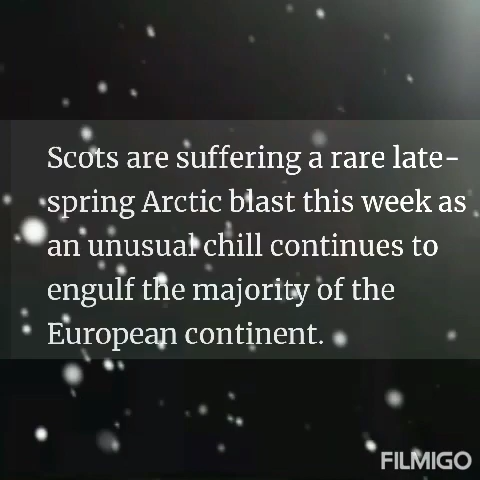 Scots are suffering a rare late-
spring Arctic blast this week as
an unusual chill continues to
engulf the majority of the
European continent.
FILMIGO